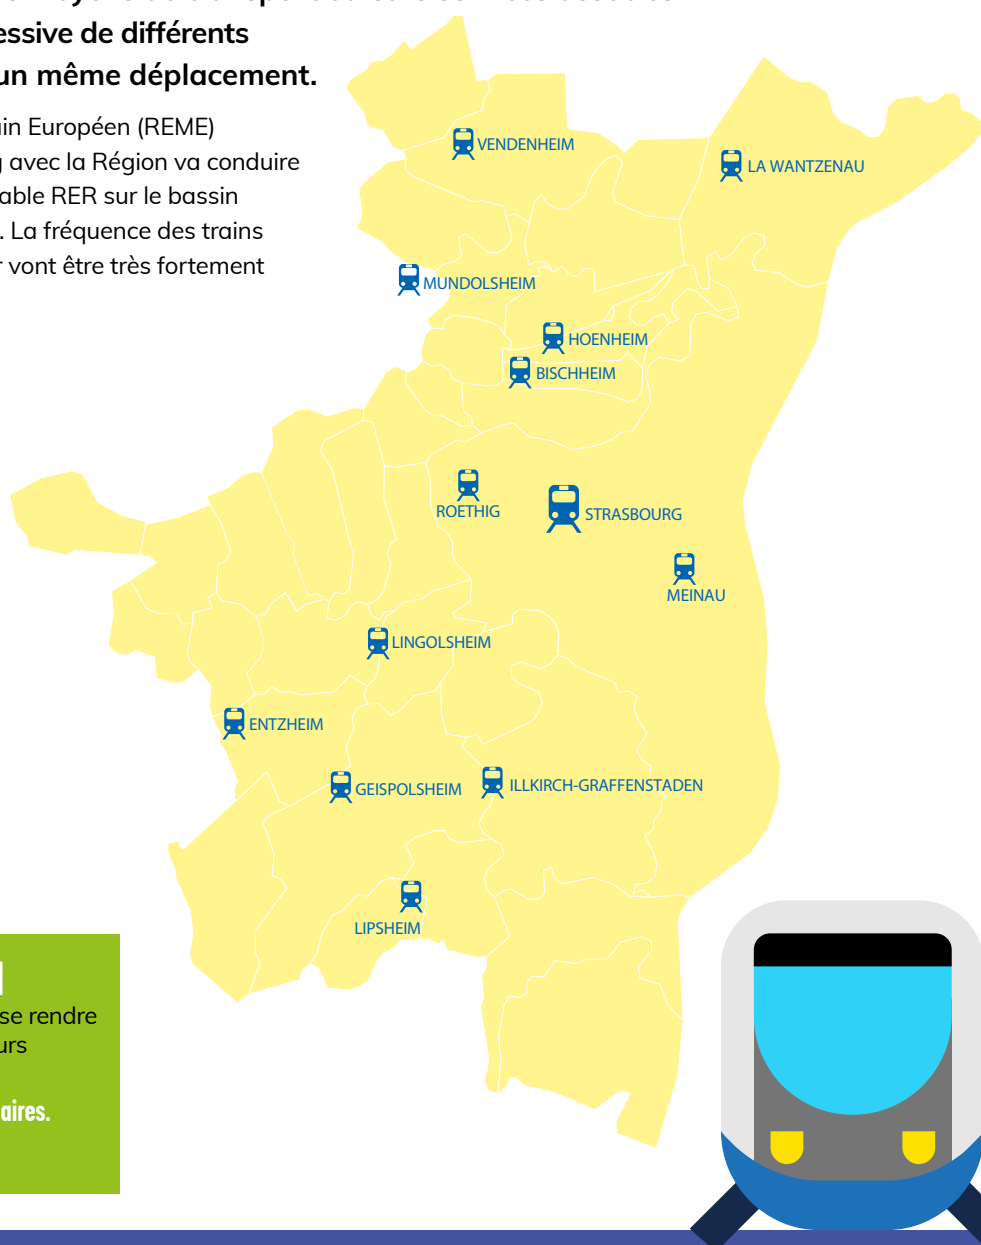 essive de différents
un même déplacement.
in Européen (REME)
avec la Région va conduire
able RER sur le bassin
. La fréquence des trains
r vont être très fortement
VENDENHEIM
LA WANTZENAU
MUNDOLSHEIM
HOENHEIM
BISCHHEIM
ROETHIG
STRASBOURG
MEINAU
LINGOLSHEIM
ENTZHEIM
GEISPOLSHEIM
ILLKIRCH-GRAFFENSTADEN
LIPSHEIM
se rendre
urs
aires.